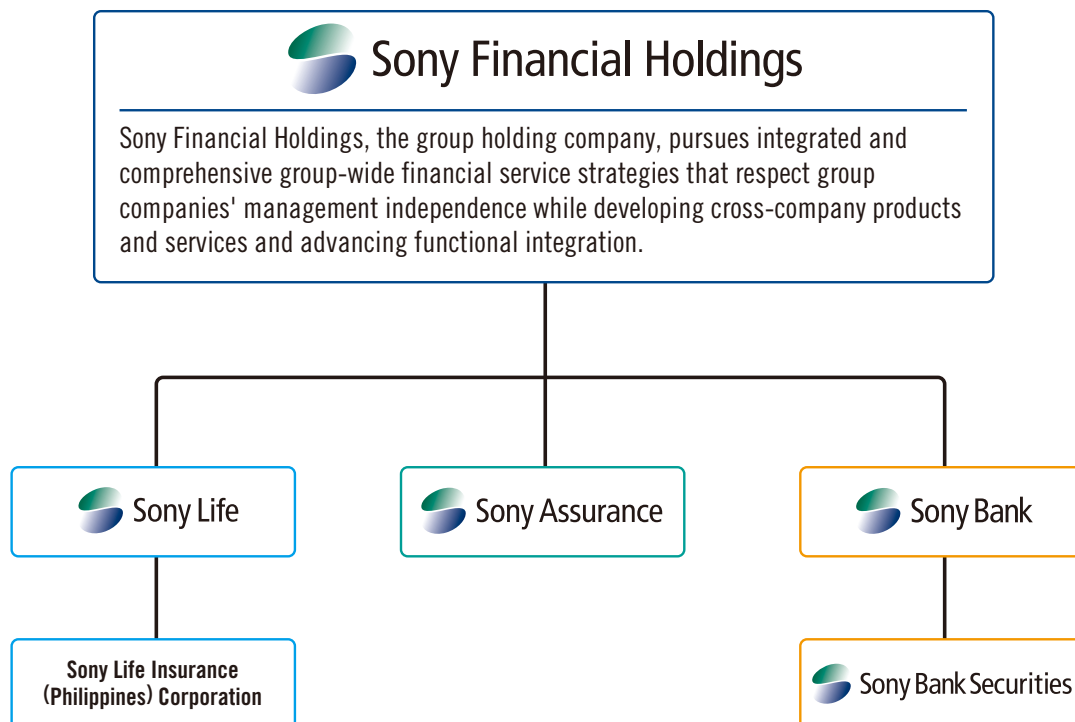 Sony Financial Holdings
Sony Financial Holdings, the group holding company, pursues integrated and
comprehensive group-wide financial service strategies that respect group
companies' management independence while developing cross-company products
and services and advancing functional integration.
Sony Life
Sony Assurance
Sony Bank
Sony Life Insurance
(Philippines) Corporation
Sony Bank Securities